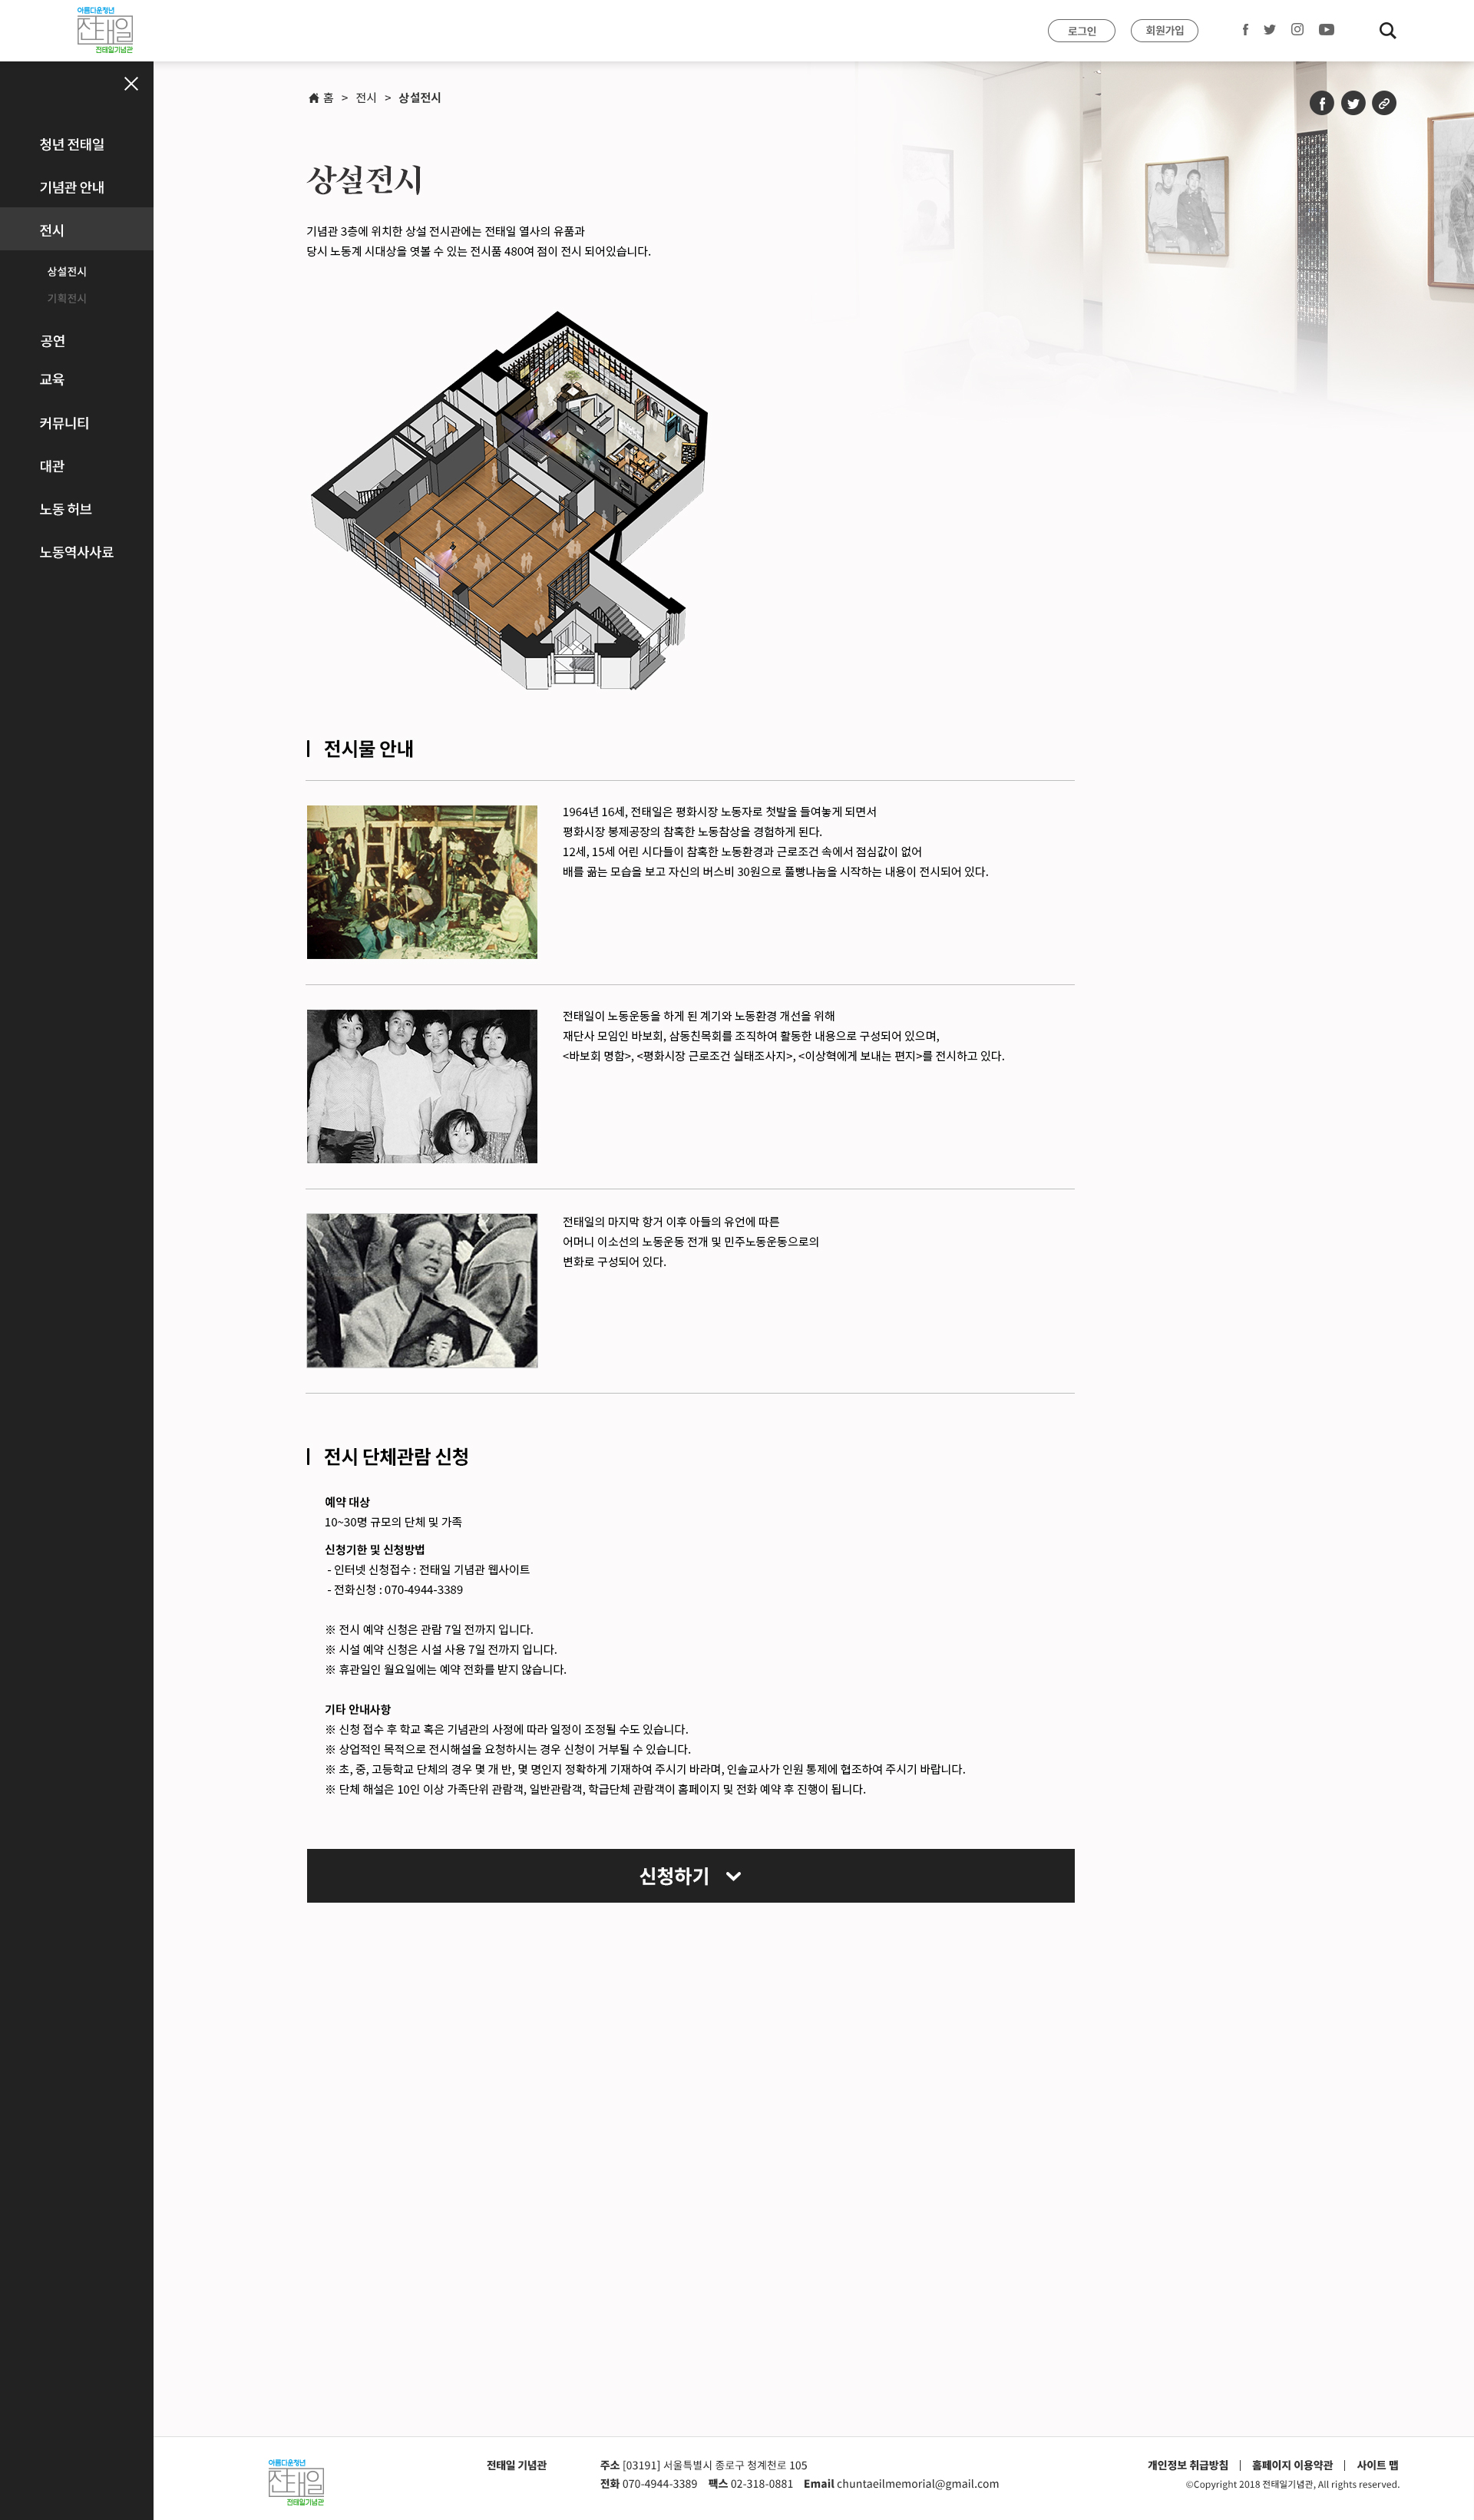 아름다운청년
전태일
전태일기념관
로그인
회원가입
홈 > 전시 > 상설전시
청년 전태일
기념관 안내
전시
상설전시
기획전시
공연
교육
커뮤니티
대관
노동 허브
노동역사사료
상설전시
기념관 3층에 위치한 상설 전시관에는 전태일 열사의 유품과
당시 노동계 시대상을 엿볼 수 있는 전시품 480여 점이 전시 되어있습니다.
전시물 안내
1964년 16세, 전태일은 평화시장 노동자로 첫발을 들여놓게 되면서
평화시장 봉제공장의 참혹한 노동참상을 경험하게 된다.
12세, 15세 어린 시다들이 참혹한 노동환경과 근로조건 속에서 점심값이 없어
배를 곪는 모습을 보고 자신의 버스비 30원으로 풀빵나눔을 시작하는 내용이 전시되어 있다.
전태일이 노동운동을 하게 된 계기와 노동환경 개선을 위해
재단사 모임인 바보회, 삼동친목회를 조직하여 활동한 내용으로 구성되어 있으며,
<바보회 명함>, <평화시장 근로조건 실태조사지>, <이상혁에게 보내는 편지>를 전시하고 있다.
전태일의 마지막 항거 이후 아들의 유언에 따른
어머니 이소선의 노동운동 전개 및 민주노동운동으로의
변화로 구성되어 있다.
전시 단체관람 신청
예약 대상
10~30명 규모의 단체 및 가족
신청기한 및 신청방법
- 인터넷 신청접수 : 전태일 기념관 웹사이트
- 전화신청 : 070-4944-3389
※ 전시 예약 신청은 관람 7일 전까지 입니다.
※ 시설 예약 신청은 시설 사용 7일 전까지 입니다.
※ 휴관일인 월요일에는 예약 전화를 받지 않습니다.
기타 안내사항
※ 신청 접수 후 학교 혹은 기념관의 사정에 따라 일정이 조정될 수도 있습니다.
※ 상업적인 목적으로 전시해설을 요청하시는 경우 신청이 거부될 수 있습니다.
※ 초, 중, 고등학교 단체의 경우 몇 개 반, 몇 명인지 정확하게 기재하여 주시기 바라며, 인솔교사가 인원 통제에 협조하여 주시기 바랍니다.
※ 단체 해설은 10인 이상 가족단위 관람객, 일반관람객, 학급단체 관람객이 홈페이지 및 전화 예약 후 진행이 됩니다.
신청하기
아름다운청년
전태일
전태일기념관
전태일 기념관
주소 [03191] 서울특별시 종로구 청계천로 105
전화 070-4944-3389 팩스 02-318-0881 Email chuntaeilmemorial@gmail.com
개인정보 취급방침 | 홈페이지 이용약관 | 사이트 맵
©Copyright 2018 전태일기념관, All rights reserved.